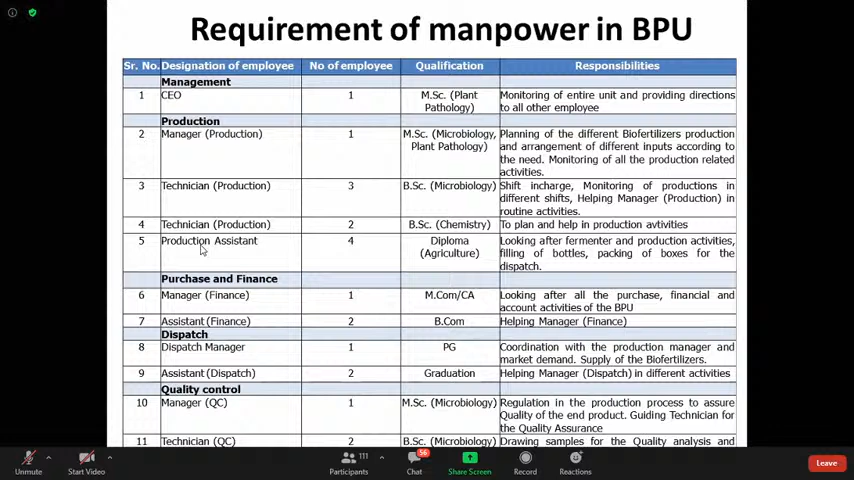 Requirement of manpower in BPU
Sr. No. Designation of employee No of employee Qualification Responsibilities
Management
1 CEO 1 M.Sc. (Plant Pathology) Monitoring of entire unit and providing directions to all other employee
Production
2 Manager (Production) 1 M.Sc. (Microbiology, Plant Pathology) Planning of the different Biofertilizers production and arrangement of different inputs according to the need. Monitoring of all the production related activities.
3 Technician (Production) 3 B.Sc. (Microbiology) Shift incharge, Monitoring of productions in different shifts, Helping Manager (Production) in routine activities.
4 Technician (Production) 2 B.Sc. (Chemistry) To plan and help in production avtivities
5 Production Assistant 4 Diploma (Agriculture) Looking after fermenter and production activities, filling of bottles, packing of boxes for the dispatch.
Purchase and Finance
6 Manager (Finance) 1 M.Com/CA Looking after all the purchase, financial and account activities of the BPU
7 Assistant (Finance) 2 B.Com Helping Manager (Finance)
Dispatch
8 Dispatch Manager 1 PG Coordination with the production manager and market demand. Supply of the Biofertilizers.
9 Assistant (Dispatch) 2 Graduation Helping Manager (Dispatch) in different activities
Quality control
10 Manager (QC) 1 M.Sc. (Microbiology) Regulation in the production process to assure Quality of the end product. Guiding Technician for the Quality Assurance
11 Technician (QC) 2 B.Sc. (Microbiology) Drawing samples for the Quality analysis and
111 56
Unmute Start Video Participants Chat Share Screen Record Reactions Leave